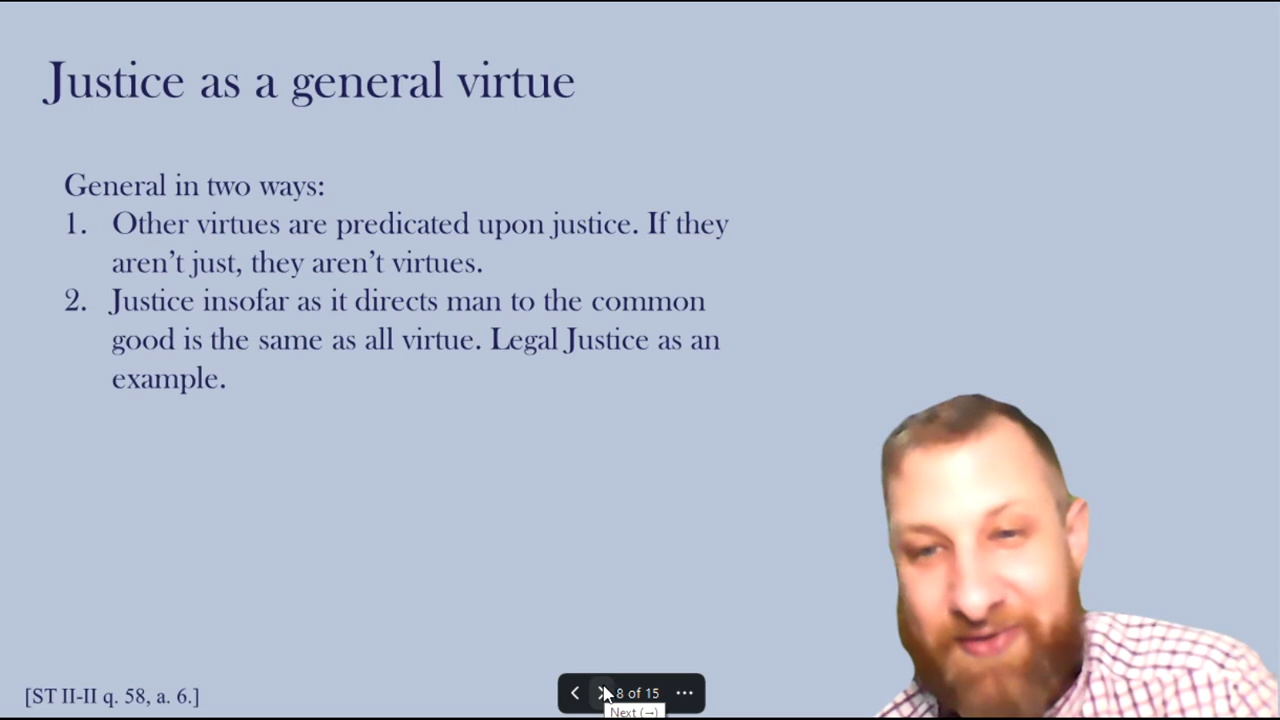 Justice as a general virtue
General in two ways:
1. Other virtues are predicated upon justice. If they
aren’t just, they aren’t virtues.
2. Justice insofar as it directs man to the common
good is the same as all virtue. Legal Justice as an
example.
[ST II-II q. 58, a. 6.]
8 of 15
Next (→)